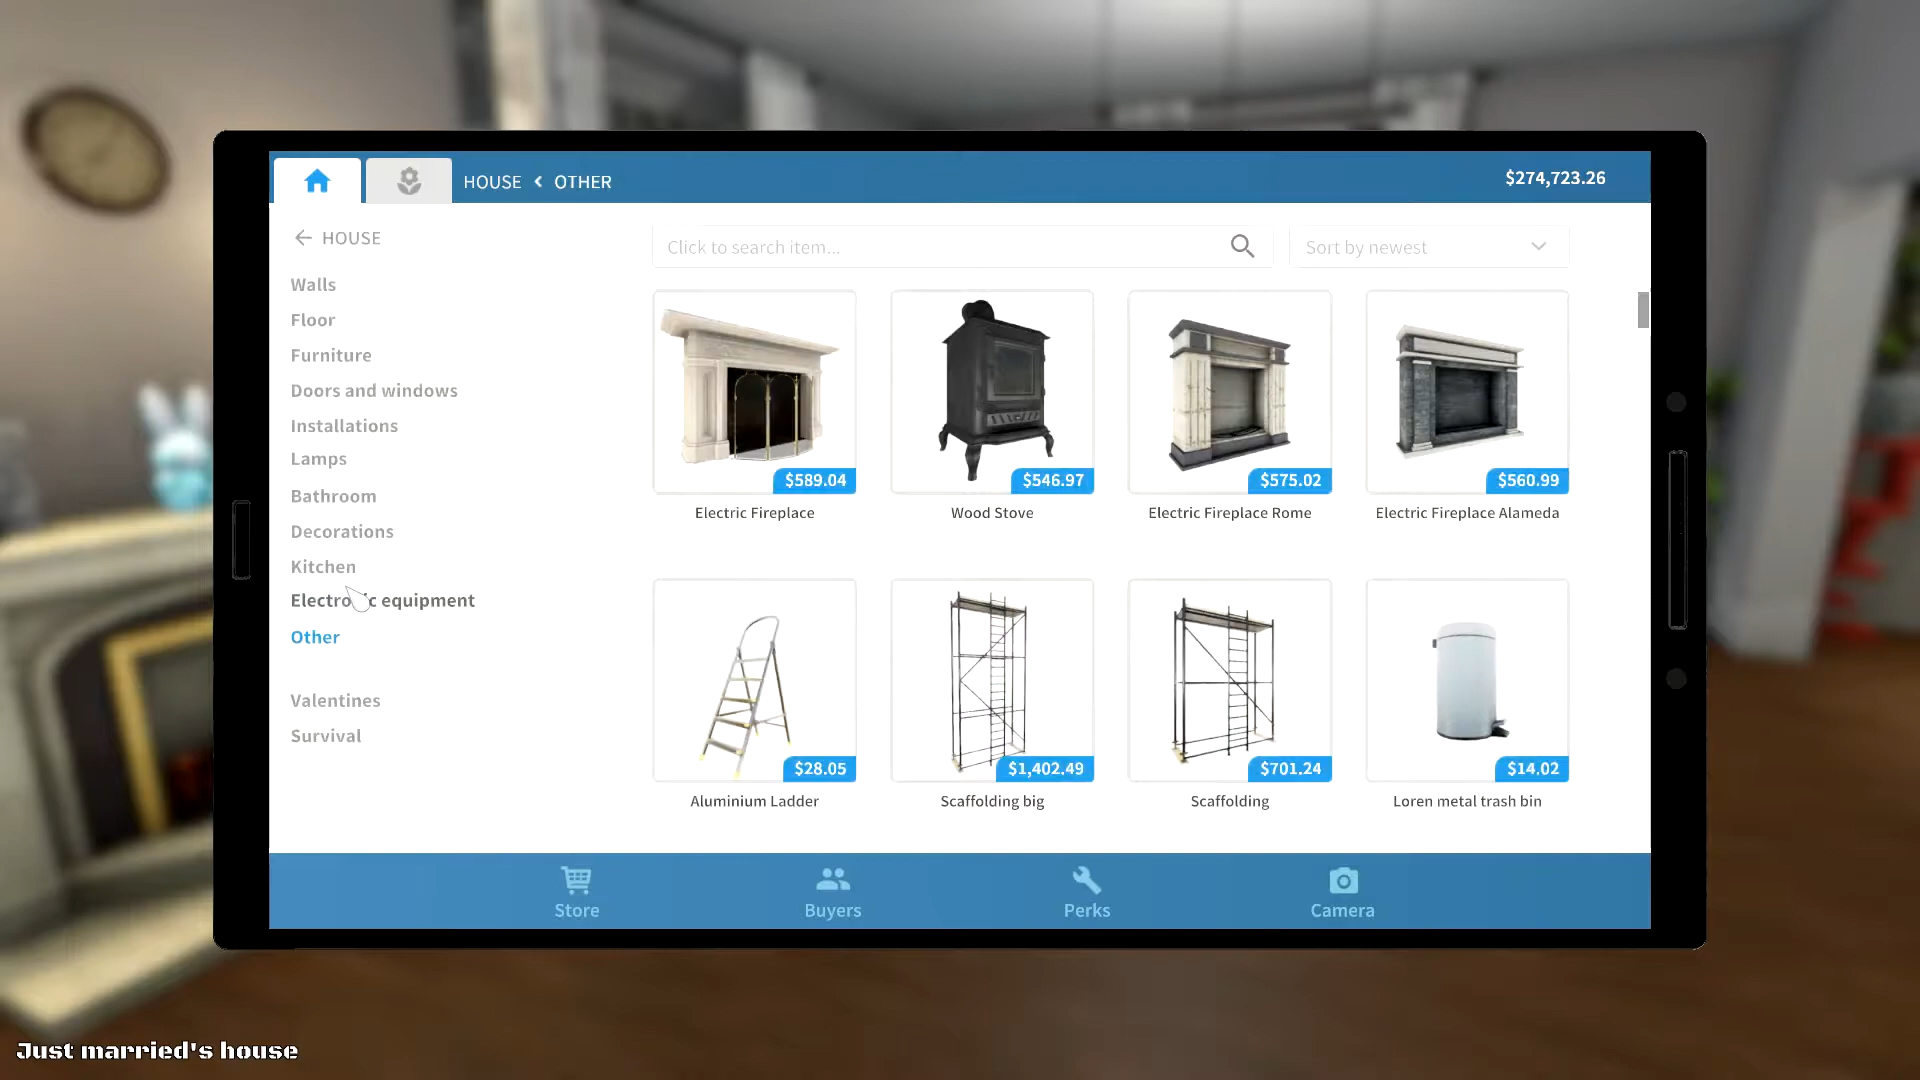 HOUSE < OTHER
$274,723.26
HOUSE
Click to search item...
Sort by newest
Walls
Floor
Furniture
Doors and windows
Installations
Lamps
Bathroom
Decorations
Kitchen
Electronic equipment
Other
Valentines
Survival
$589.04
$546.97
$575.02
$560.99
Electric Fireplace
Wood Stove
Electric Fireplace Rome
Electric Fireplace Alameda
$28.05
$1,402.49
$701.24
$14.02
Aluminium Ladder
Scaffolding big
Scaffolding
Loren metal trash bin
Store
Buyers
Perks
Camera
Just married's house